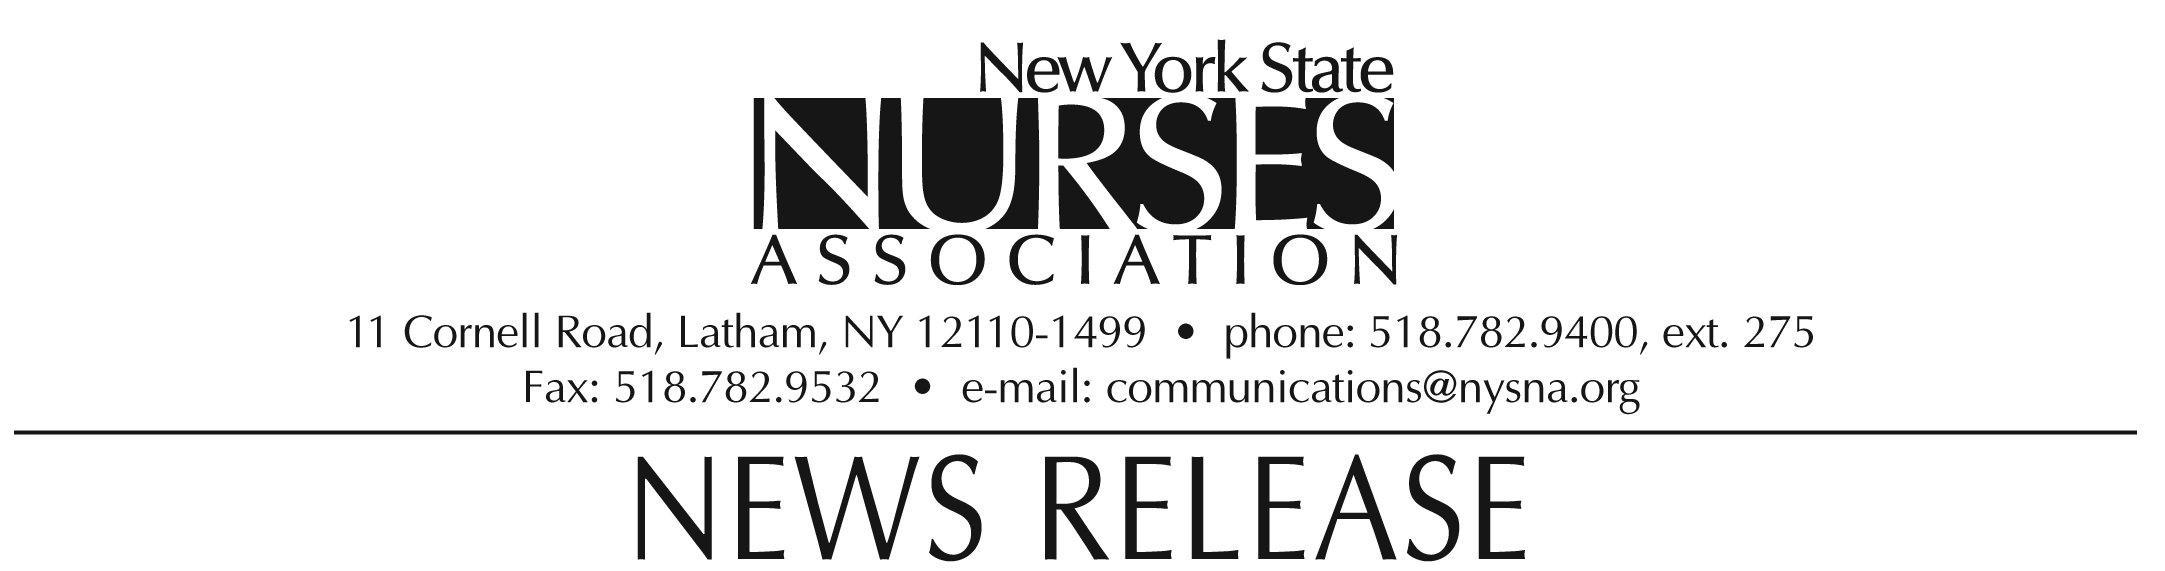 New York State
NURSES
ASSOCIATION
11 Cornell Road, Latham, NY 12110-1499 • phone: 518.782.9400, ext. 275
Fax: 518.782.9532 • e-mail: communications@nysna.org
NEWS RELEASE